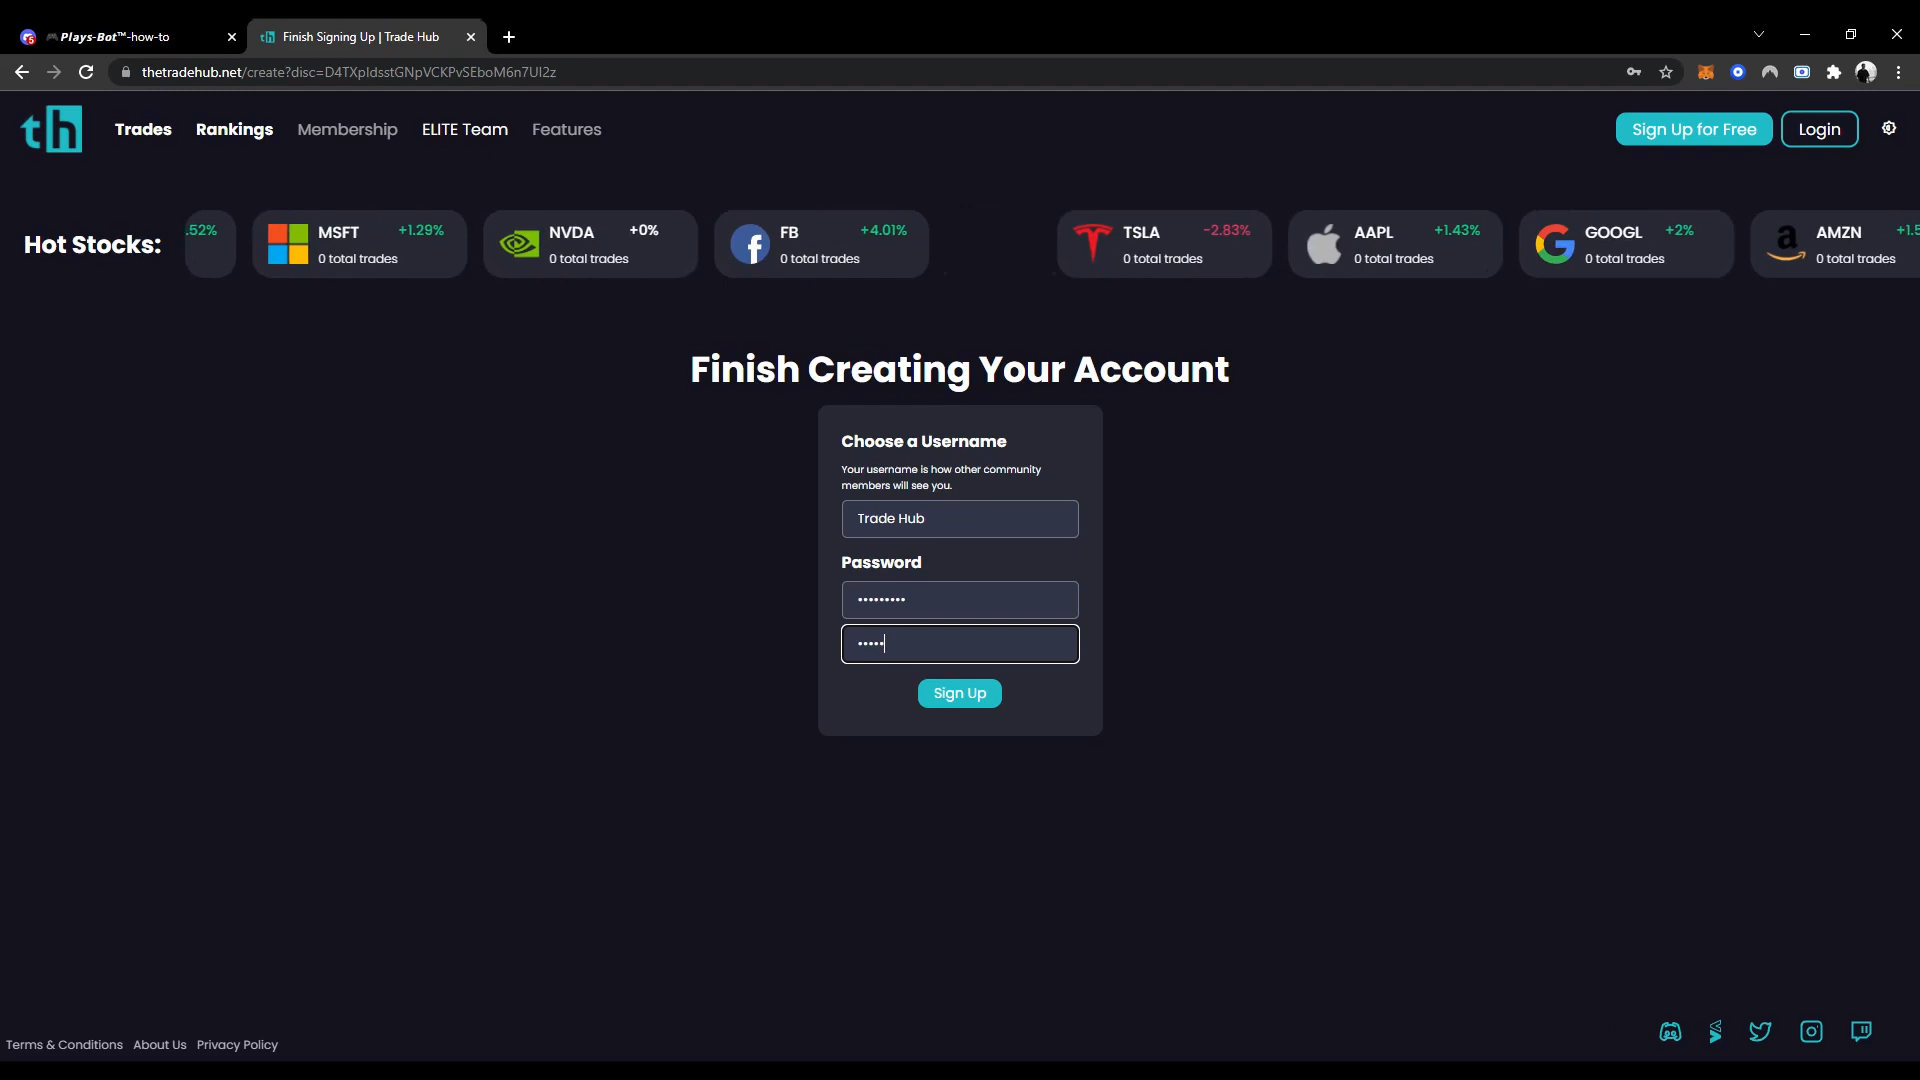 Plays-Bot™-how-to
Finish Signing Up | Trade Hub
thetradehub.net/create?disc=D4TXpIdsstGNpVCKPvSEboM6n7Ul2z
th
Trades
Rankings
Membership
ELITE Team
Features
Sign Up for Free
Login
Hot Stocks:
.52%
MSFT +1.29%
0 total trades
NVDA +0%
0 total trades
FB +4.01%
0 total trades
TSLA -2.83%
0 total trades
AAPL +1.43%
0 total trades
GOOGL +2%
0 total trades
AMZN +1.5
0 total trades
Finish Creating Your Account
Choose a Username
Your username is how other community
members will see you.
Trade Hub
Password
•••••••••
•••••
Sign Up
Terms & Conditions
About Us
Privacy Policy